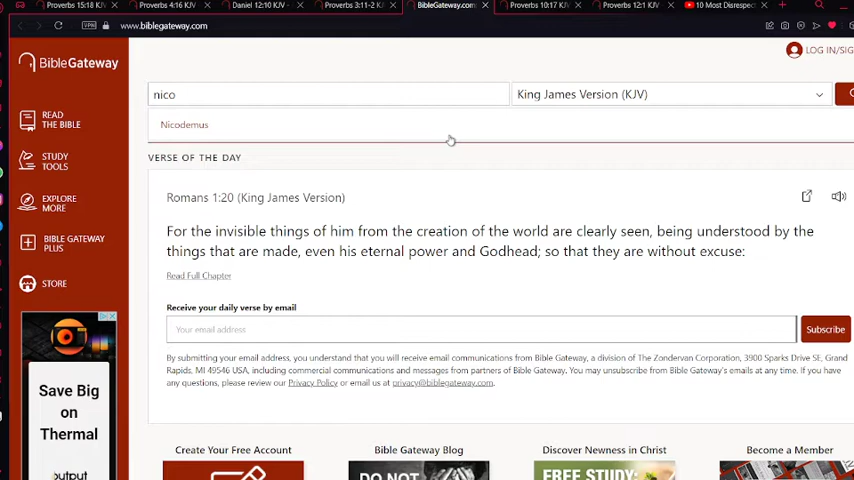 Proverbs 15:18 KJV
Proverbs 4:16 KJV
Daniel 12:10 KJV -
Proverbs 3:11-2 KJV
BibleGateway.com
Proverbs 10:17 KJV
Proverbs 12:1 KJV
10 Most Disrespect
VPN
www.biblegateway.com
BibleGateway
LOG IN/SIG
nico
King James Version (KJV)
Nicodemus
READ
THE BIBLE
STUDY
TOOLS
EXPLORE
MORE
BIBLE GATEWAY
PLUS
STORE
VERSE OF THE DAY
Romans 1:20 (King James Version)
For the invisible things of him from the creation of the world are clearly seen, being understood by the
things that are made, even his eternal power and Godhead; so that they are without excuse:
Read Full Chapter
Receive your daily verse by email
Your email address
Subscribe
By submitting your email address, you understand that you will receive email communications from Bible Gateway, a division of The Zondervan Corporation, 3900 Sparks Drive SE, Grand
Rapids, MI 49546 USA, including commercial communications and messages from partners of Bible Gateway. You may unsubscribe from Bible Gateway's emails at any time. If you have
any questions, please review our Privacy Policy or email us at privacy@biblegateway.com.
Save Big
on
Thermal
output
Create Your Free Account
Bible Gateway Blog
Discover Newness in Christ
Become a Member
DO NOT
FREE STUDY: